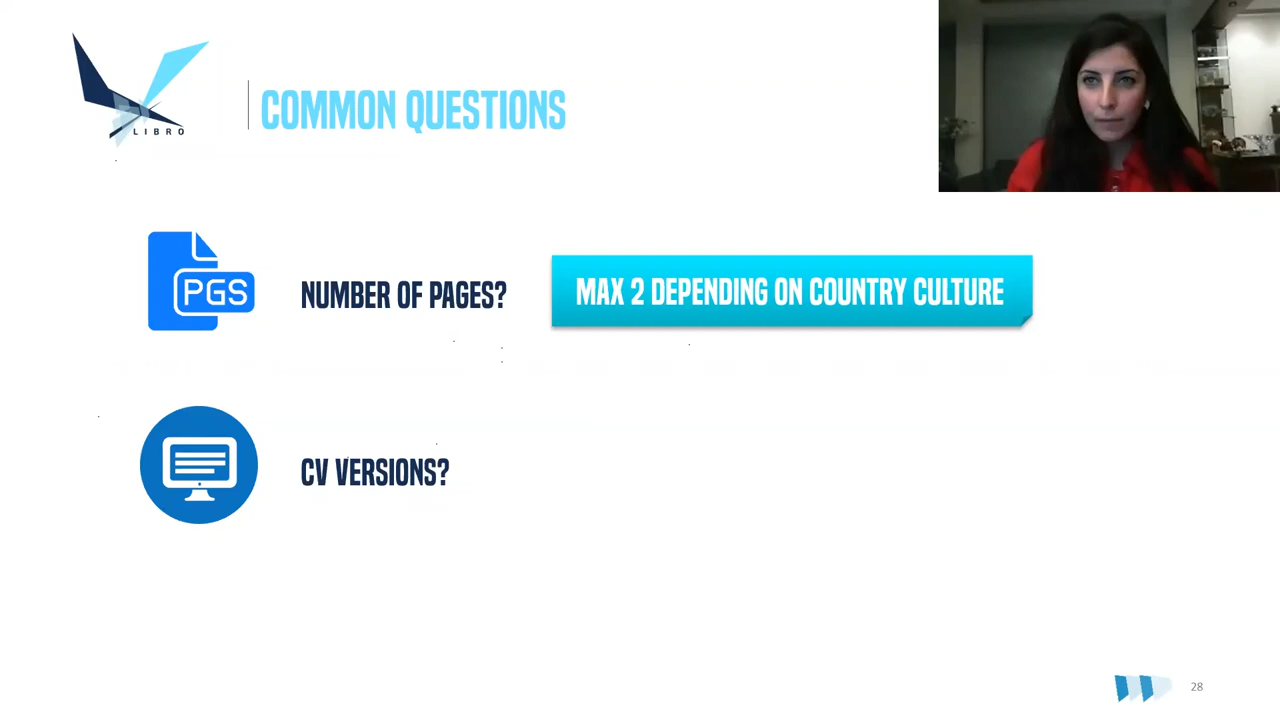 LIBRO
COMMON QUESTIONS
PGS
NUMBER OF PAGES?
MAX 2 DEPENDING ON COUNTRY CULTURE
CV VERSIONS?
28